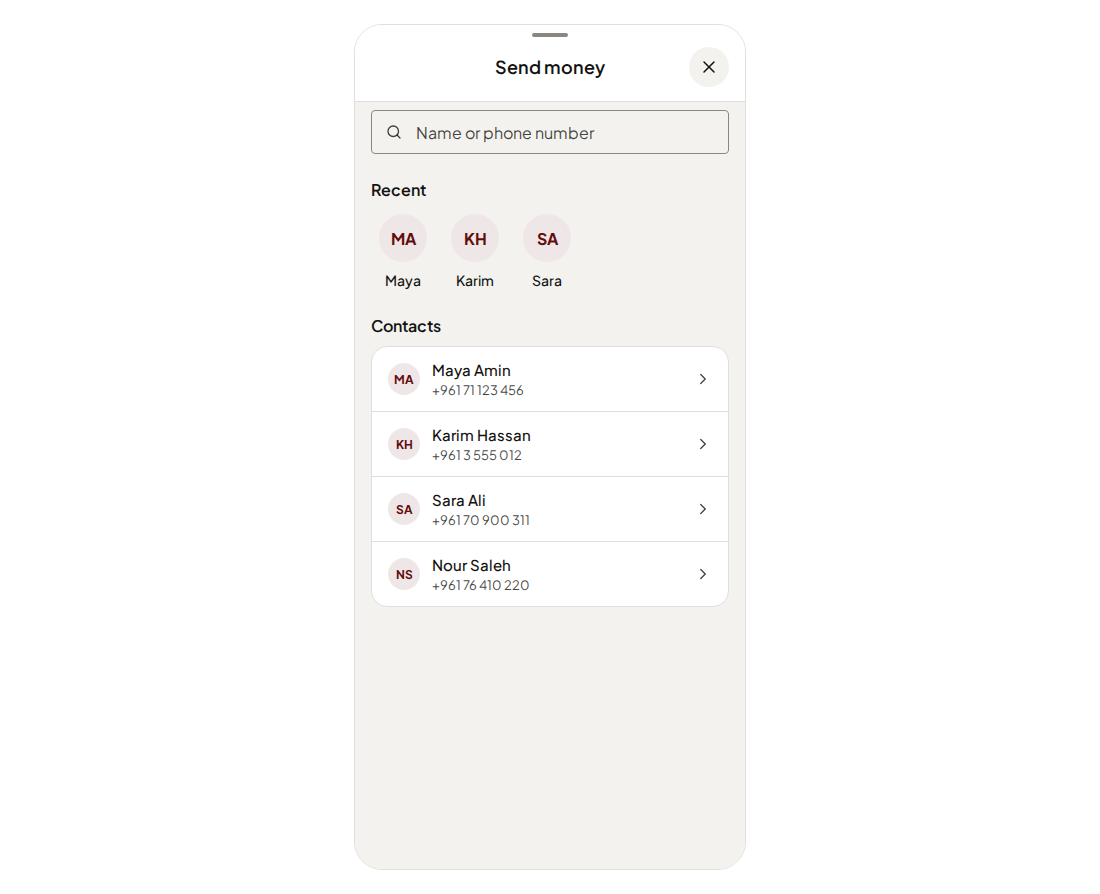 Send money
Name or phone number
Recent
MA KH SA
Maya Karim Sara
Contacts
MA Maya Amin
+961 71 123 456
KH Karim Hassan
+961 3 555 012
SA Sara Ali
+961 70 900 311
NS Nour Saleh
+961 76 410 220